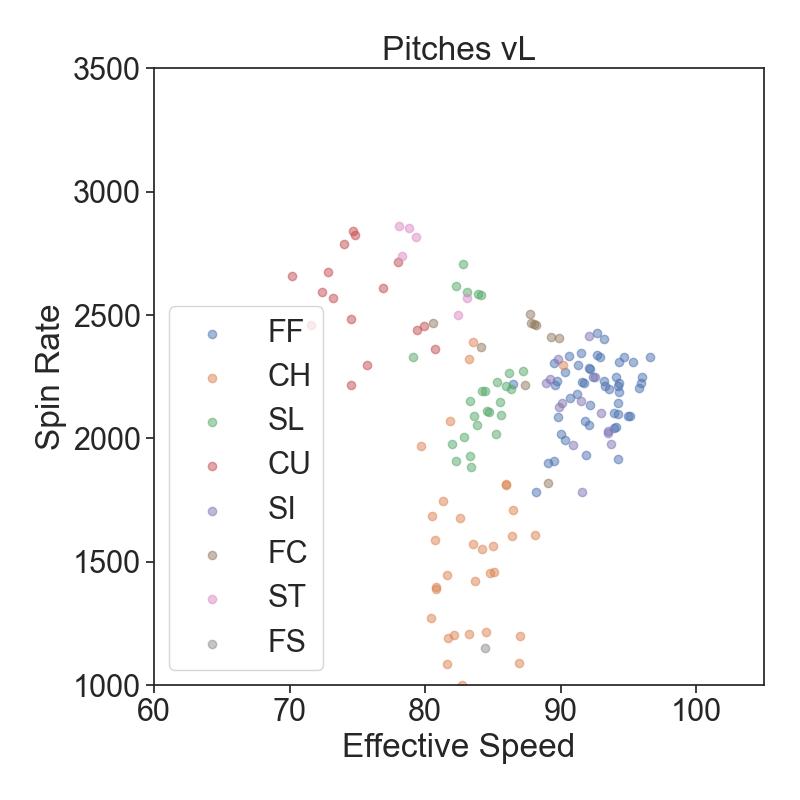 Pitches vL
3500
3000
2500
2000
1500
1000
Spin Rate
FF
CH
SL
CU
SI
FC
ST
FS
60
70
80
90
100
Effective Speed